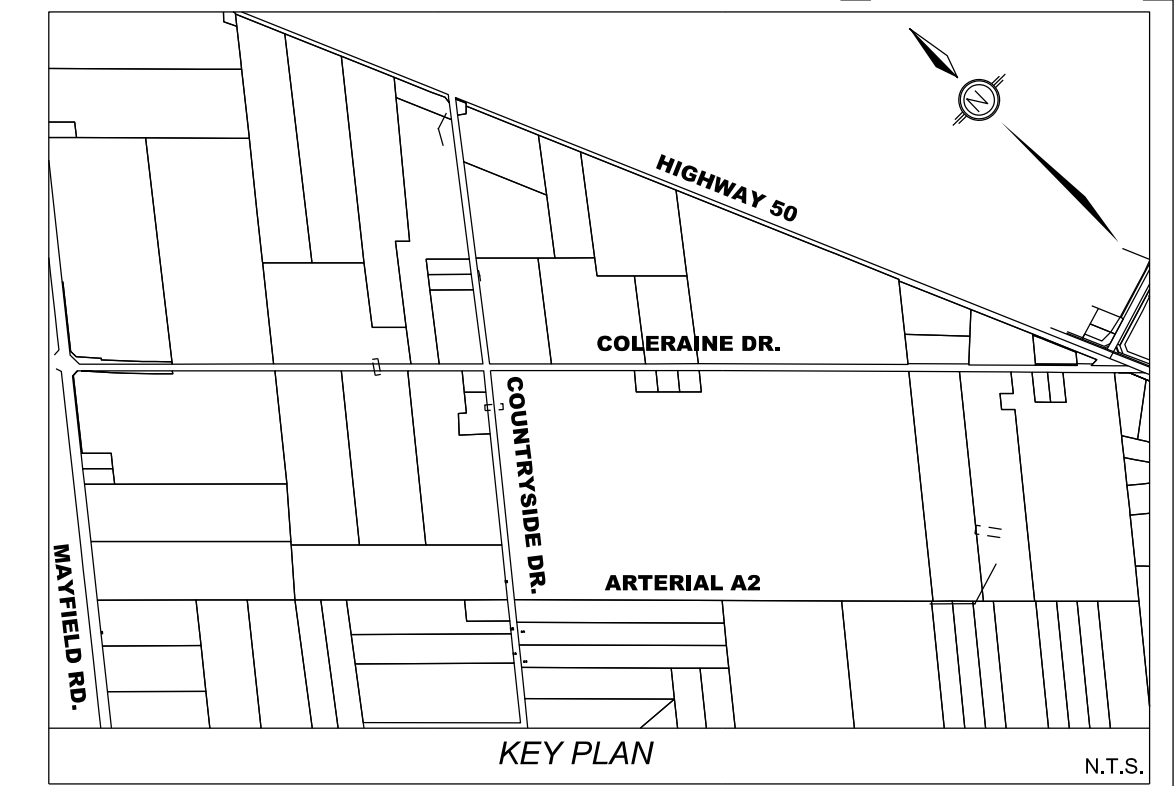 N
HIGHWAY 50
COLERAINE DR.
COUNTRYSIDE DR.
MAYFIELD RD.
ARTERIAL A2
KEY PLAN
N.T.S.